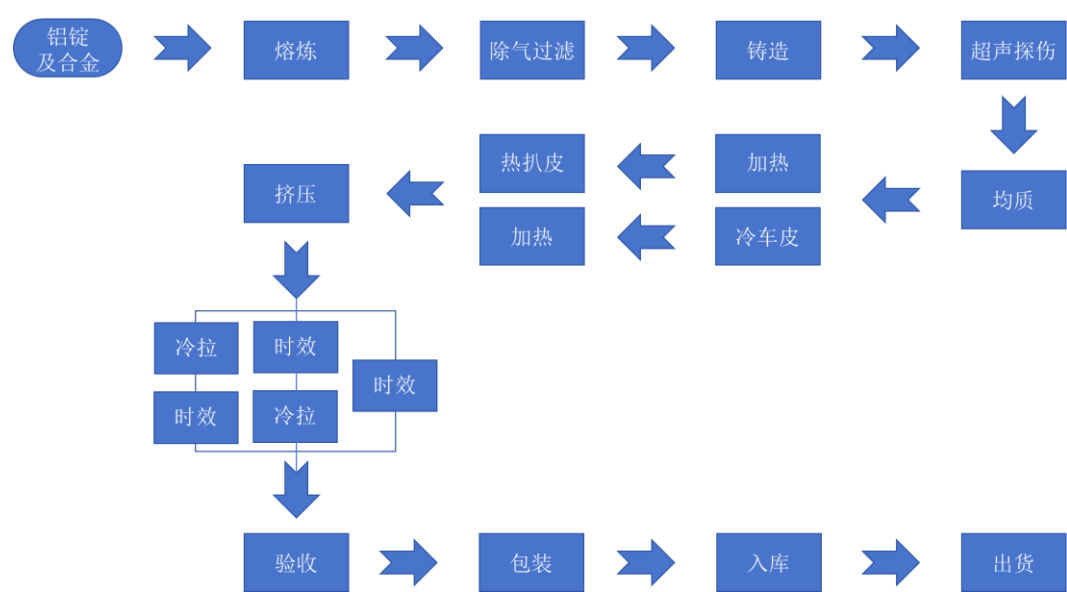 铝锭
及合金
熔炼
除气过滤
铸造
超声探伤
均质
加热
热扒皮
冷车皮
加热
挤压
冷拉
时效
时效
冷拉
时效
验收
包装
入库
出货